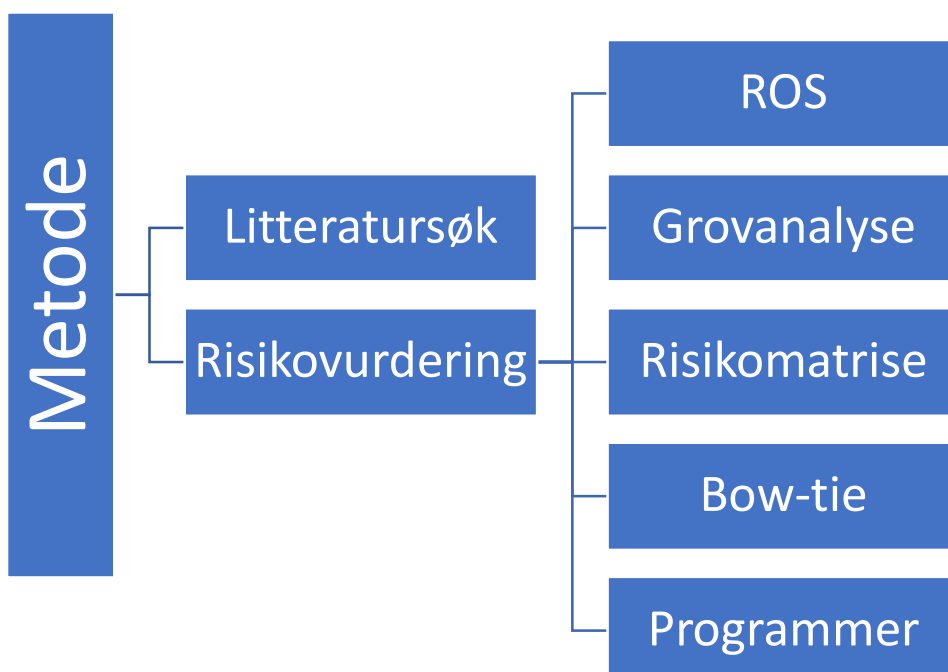 Metode
Litteratursøk
Risikovurdering
ROS
Grovanalyse
Risikomatrise
Bow-tie
Programmer